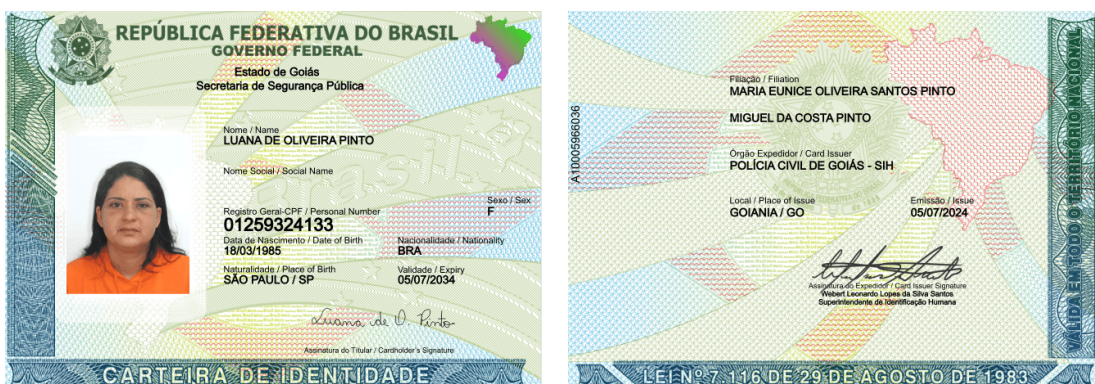 REPÚBLICA FEDERATIVA DO BRASIL
GOVERNO FEDERAL
Estado de Goiás
Secretaria de Segurança Pública
Nome / Name
LUANA DE OLIVEIRA PINTO
Nome Social / Social Name
Registro Geral-CPF / Personal Number
01259324133
Sexo / Sex
F
Data de Nascimento / Date of Birth
18/03/1985
Nacionalidade / Nationality
BRA
Naturalidade / Place of Birth
SÃO PAULO / SP
Validade / Expiry
05/07/2034
Luana de O. Pinto
Assinatura do Titular / Cardholder's Signature
CARTEIRA DE IDENTIDADE
A10005966036
Filiação / Filiation
MARIA EUNICE OLIVEIRA SANTOS PINTO
MIGUEL DA COSTA PINTO
Órgão Expedidor / Card Issuer
POLÍCIA CIVIL DE GOIÁS - SIH
Local / Place of Issue
GOIANIA / GO
Emissão / Issue
05/07/2024
Assinatura do Expedidor / Card Issuer Signature
Webert Leonardo Lopes da Silva Santos
Superintendente de Identificação Humana
VALIDA EM TODO O TERRITÓRIO NACIONAL
LEI Nº 7.116 DE 29 DE AGOSTO DE 1983